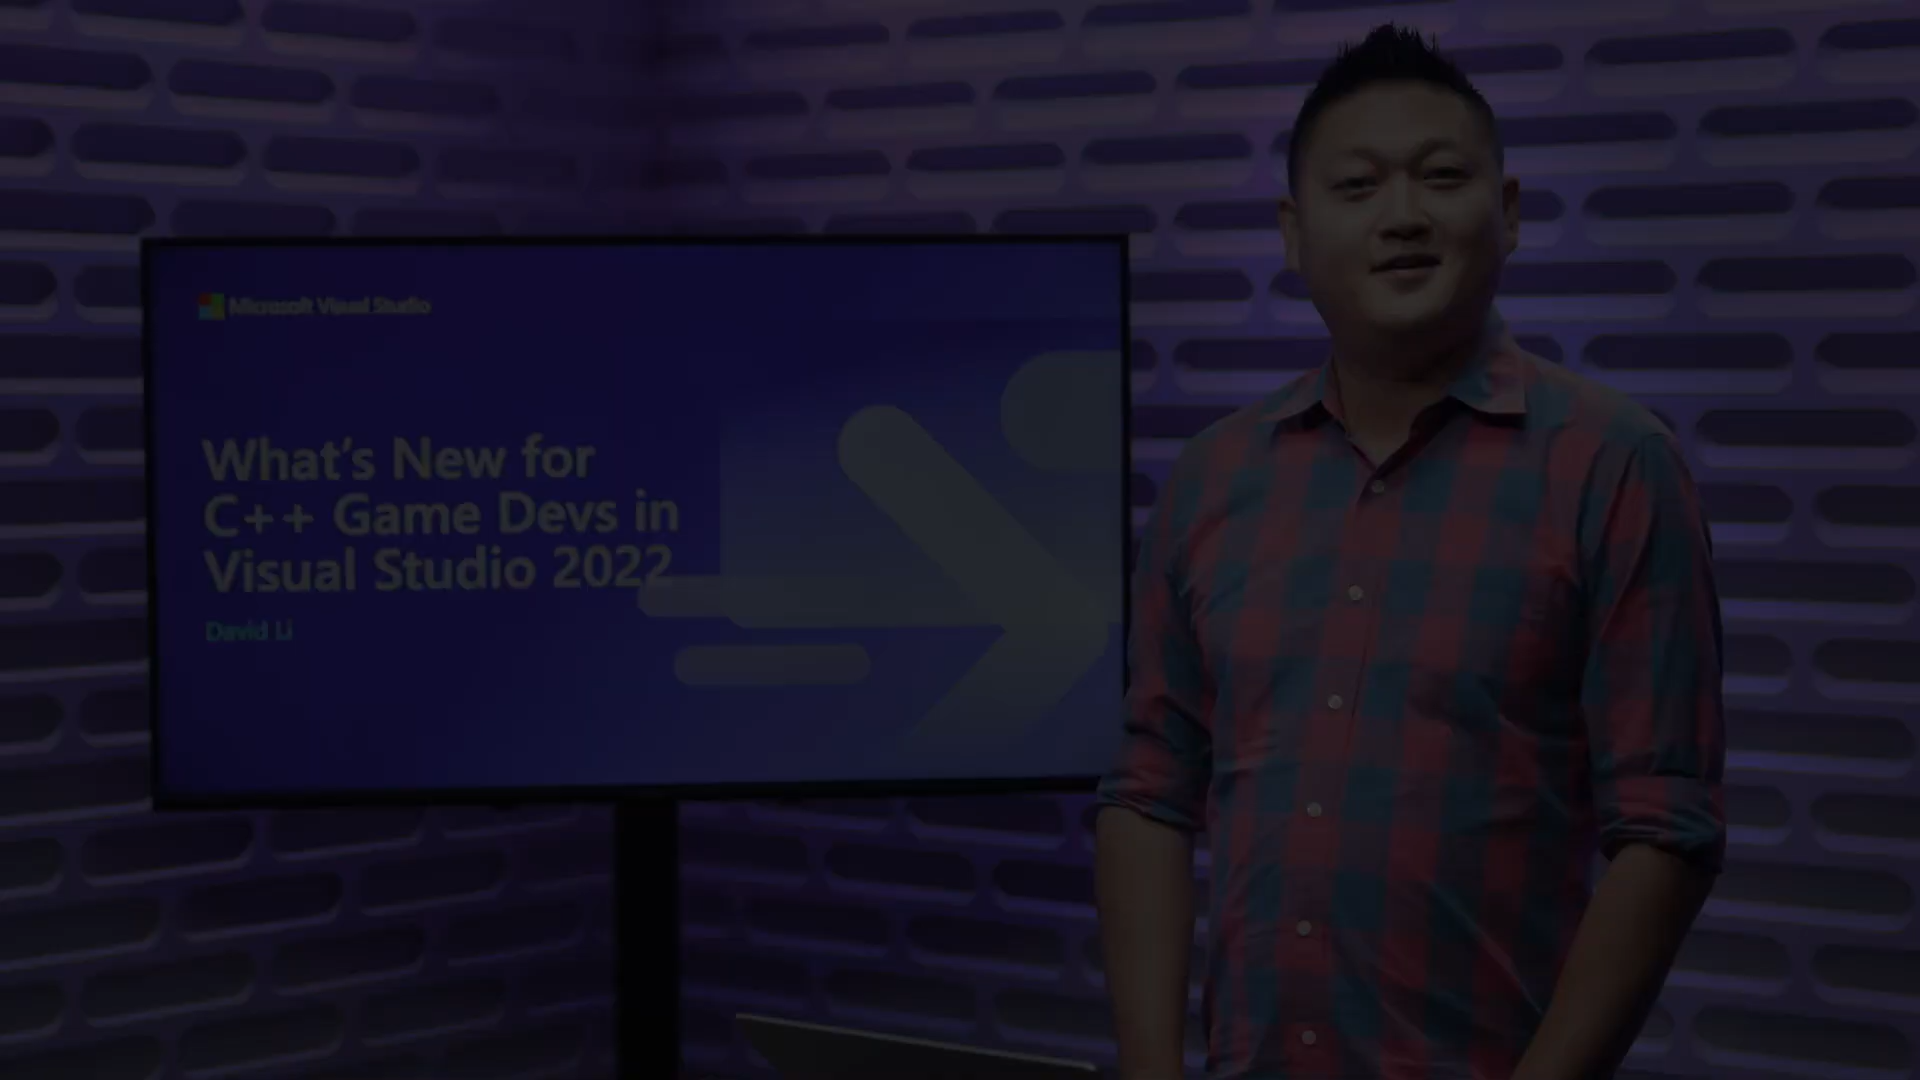 Microsoft Visual Studio
What's New for
C++ Game Devs in
Visual Studio 2022
David Li